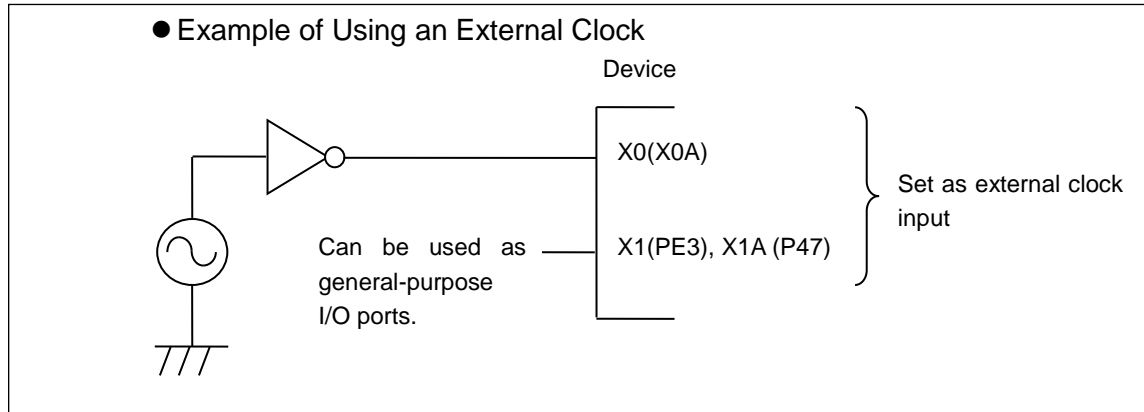 ● Example of Using an External Clock
Device
X0(X0A)
Set as external clock
input
Can be used as
general-purpose
I/O ports.
X1(PE3), X1A (P47)